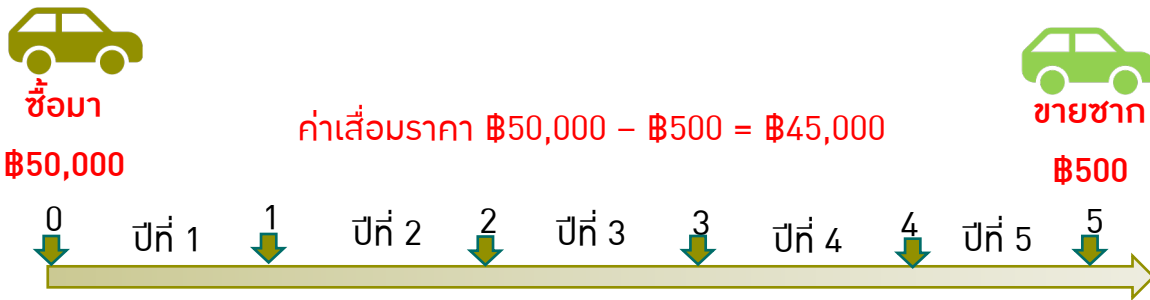 ซื้อมา
฿50,000
ค่าเสื่อมราคา ฿50,000 – ฿500 = ฿45,000
ขายซาก
฿500
0 ปีที่ 1 1 ปีที่ 2 2 ปีที่ 3 3 ปีที่ 4 4 ปีที่ 5 5